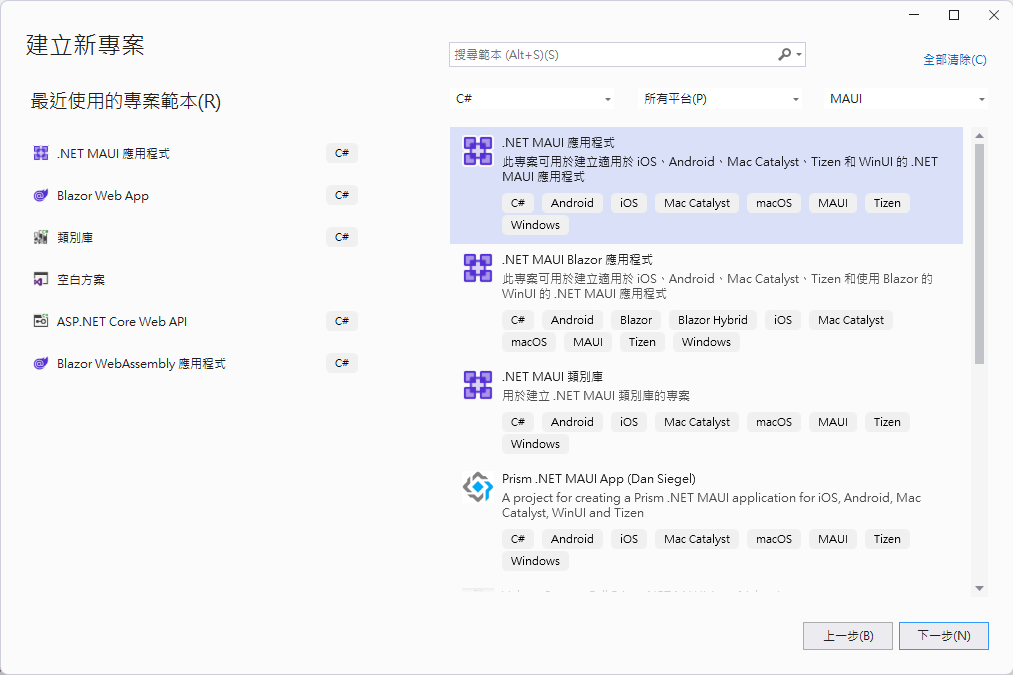 建立新專案
搜尋範本 (Alt+S)(S)
全部清除(C)
最近使用的專案範本(R)
C#
所有平台(P)
MAUI
.NET MAUI 應用程式
C#
Blazor Web App
C#
類別庫
C#
空白方案
ASP.NET Core Web API
C#
Blazor WebAssembly 應用程式
C#
.NET MAUI 應用程式
此專案可用於建立適用於 iOS、Android、Mac Catalyst、Tizen 和 WinUI 的 .NET
MAUI 應用程式
C# Android iOS Mac Catalyst macOS MAUI Tizen
Windows
.NET MAUI Blazor 應用程式
此專案可用於建立適用於 iOS、Android、Mac Catalyst、Tizen 和使用 Blazor 的
WinUI 的 .NET MAUI 應用程式
C# Android Blazor Blazor Hybrid iOS Mac Catalyst
macOS MAUI Tizen Windows
.NET MAUI 類別庫
用於建立 .NET MAUI 類別庫的專案
C# Android iOS Mac Catalyst macOS MAUI Tizen
Windows
Prism .NET MAUI App (Dan Siegel)
A project for creating a Prism .NET MAUI application for iOS, Android, Mac
Catalyst, WinUI and Tizen
C# Android iOS Mac Catalyst macOS MAUI Tizen
Windows
上一步(B)
下一步(N)